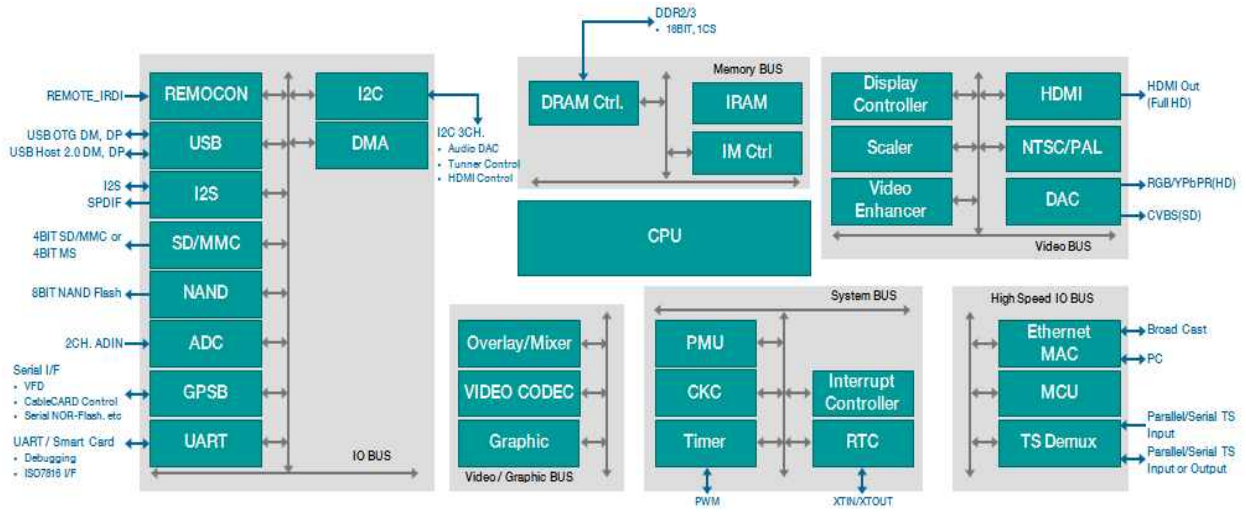 DDR2/3
• 16BIT, 1CS
REMOTE_IRDI
USB OTG DM, DP
USB Host 2.0 DM, DP
I2S
SPDIF
4BIT SD/MMC or
4BIT MS
8BIT NAND Flash
2CH. ADIN
Serial I/F
• VFD
• CableCARD Control
• Serial NOR-Flash, etc
UART / Smart Card
• Debugging
• ISO7816 I/F
REMOCON
USB
I2S
SD/MMC
NAND
ADC
GPSB
UART
I2C
DMA
IO BUS
I2C 3CH.
• Audio DAC
• Tunner Control
• HDMI Control
Memory BUS
DRAM Ctrl.
IRAM
IM Ctrl
CPU
Display
Controller
Scaler
Video
Enhancer
HDMI
NTSC/PAL
DAC
Video BUS
HDMI Out
(Full HD)
RGB/YPbPR(HD)
CVBS(SD)
Overlay/Mixer
VIDEO CODEC
Graphic
Video / Graphic BUS
System BUS
PMU
CKC
Timer
Interrupt
Controller
RTC
PWM
XTIN/XTOUT
High Speed IO BUS
Ethernet
MAC
MCU
TS Demux
Broad Cast
PC
Parallel/Serial TS
Input
Parallel/Serial TS
Input or Output